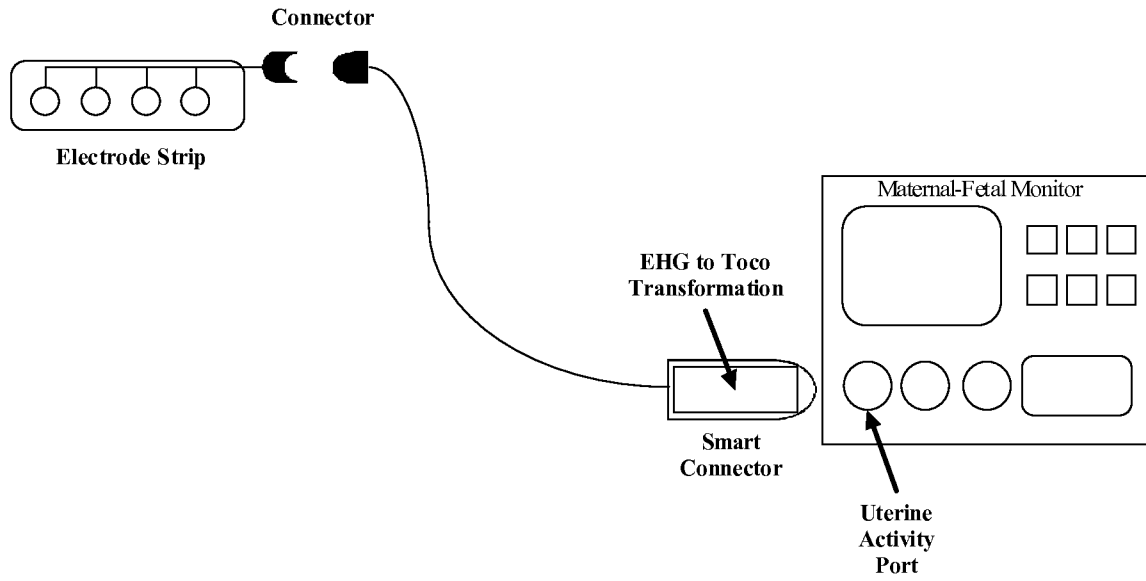 Connector
Electrode Strip
Maternal-Fetal Monitor
EHG to Toco
Transformation
Smart
Connector
Uterine
Activity
Port